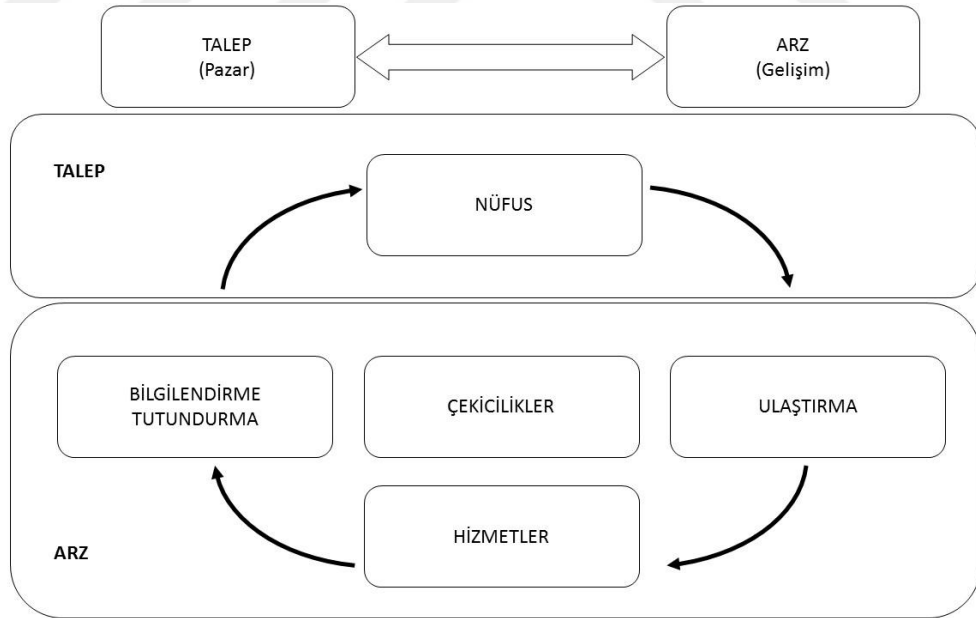 TALEP
(Pazar)
ARZ
(Gelişim)
TALEP
NÜFUS
BİLGİLENDİRME
TUTUNDURMA
ÇEKİCİLİKLER
ULAŞTIRMA
HİZMETLER
ARZ